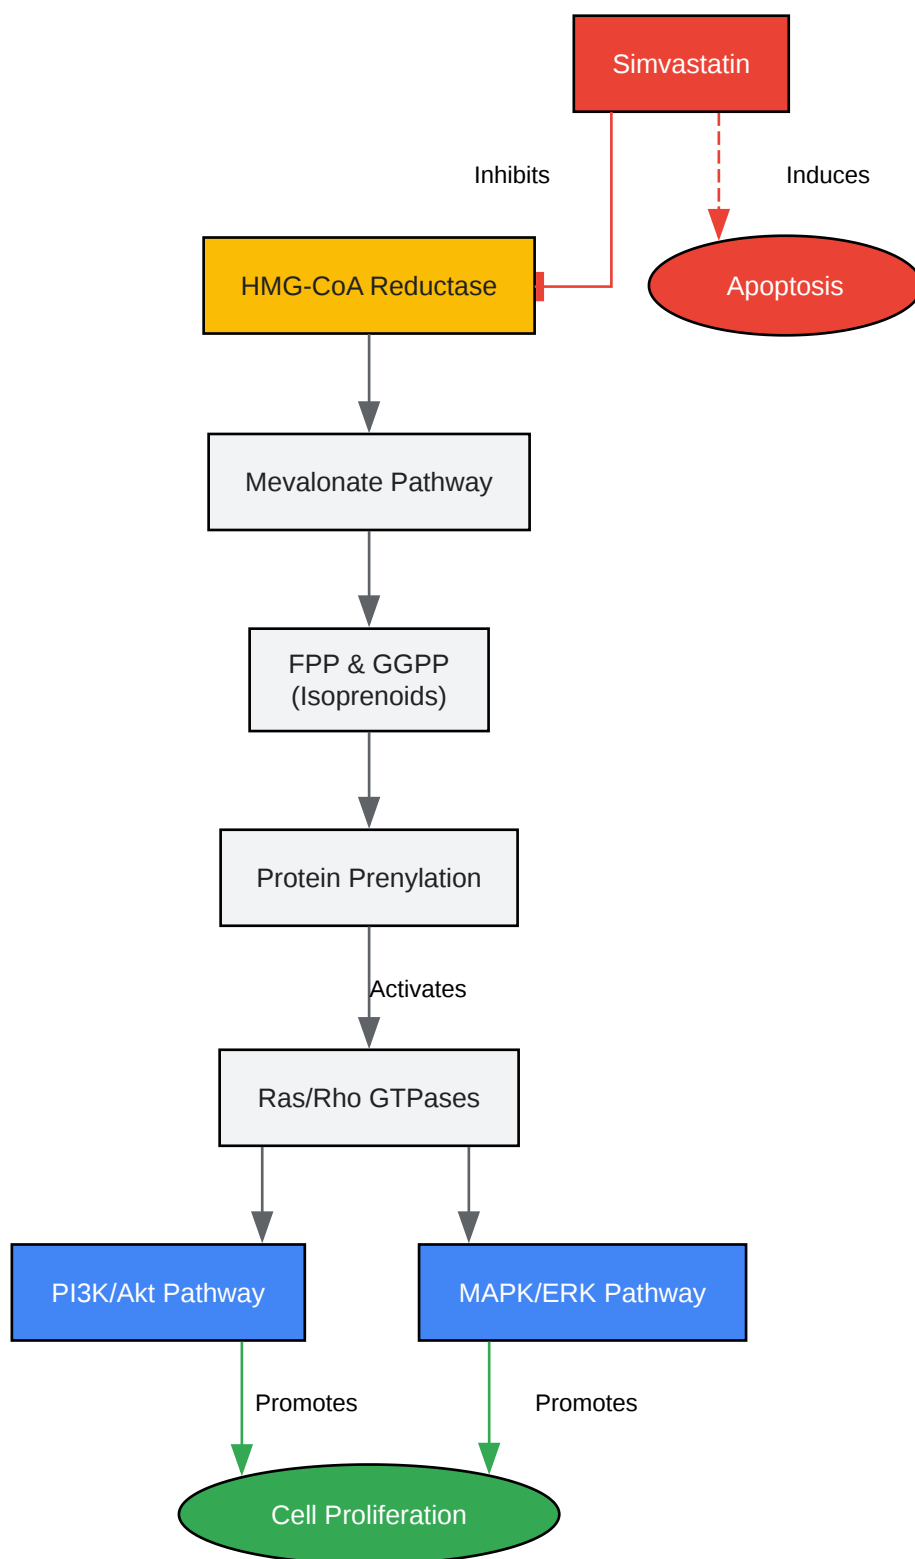 Simvastatin
Inhibits
Induces
HMG-CoA Reductase
Apoptosis
Mevalonate Pathway
FPP & GGPP
(Isoprenoids)
Protein Prenylation
Activates
Ras/Rho GTPases
PI3K/Akt Pathway
MAPK/ERK Pathway
Promotes
Promotes
Cell Proliferation